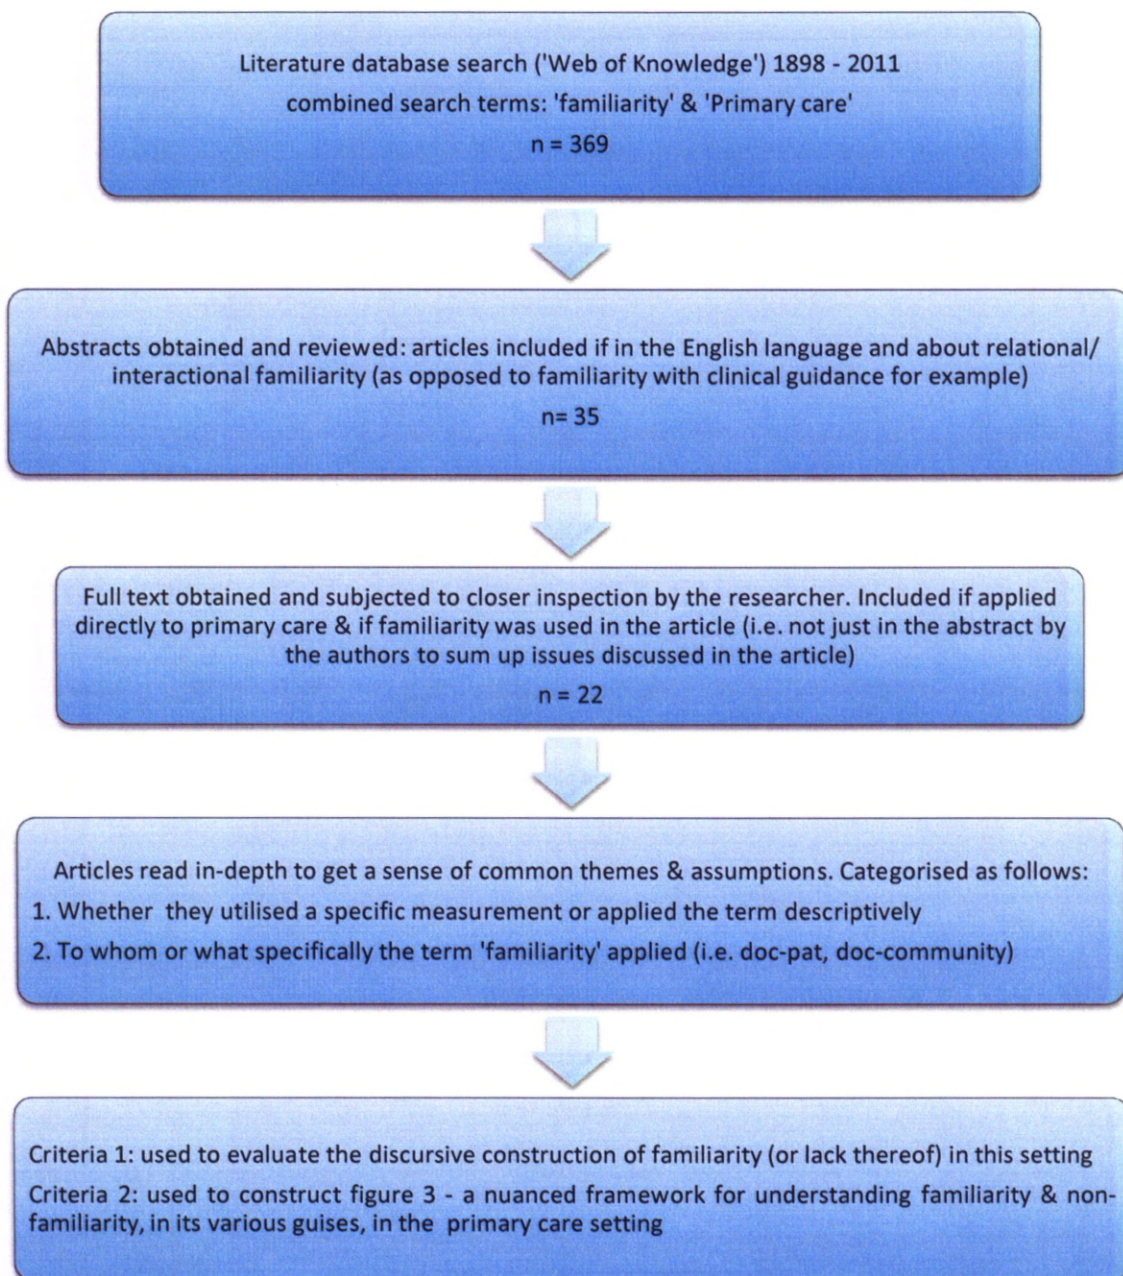 Literature database search ('Web of Knowledge') 1898 - 2011
combined search terms: 'familiarity' & 'Primary care'
n = 369
Abstracts obtained and reviewed: articles included if in the English language and about relational/
interactional familiarity (as opposed to familiarity with clinical guidance for example)
n= 35
Full text obtained and subjected to closer inspection by the researcher. Included if applied
directly to primary care & if familiarity was used in the article (i.e. not just in the abstract by
the authors to sum up issues discussed in the article)
n = 22
Articles read in-depth to get a sense of common themes & assumptions. Categorised as follows:
1. Whether they utilised a specific measurement or applied the term descriptively
2. To whom or what specifically the term 'familiarity' applied (i.e. doc-pat, doc-community)
Criteria 1: used to evaluate the discursive construction of familiarity (or lack thereof) in this setting
Criteria 2: used to construct figure 3 - a nuanced framework for understanding familiarity & non-
familiarity, in its various guises, in the primary care setting